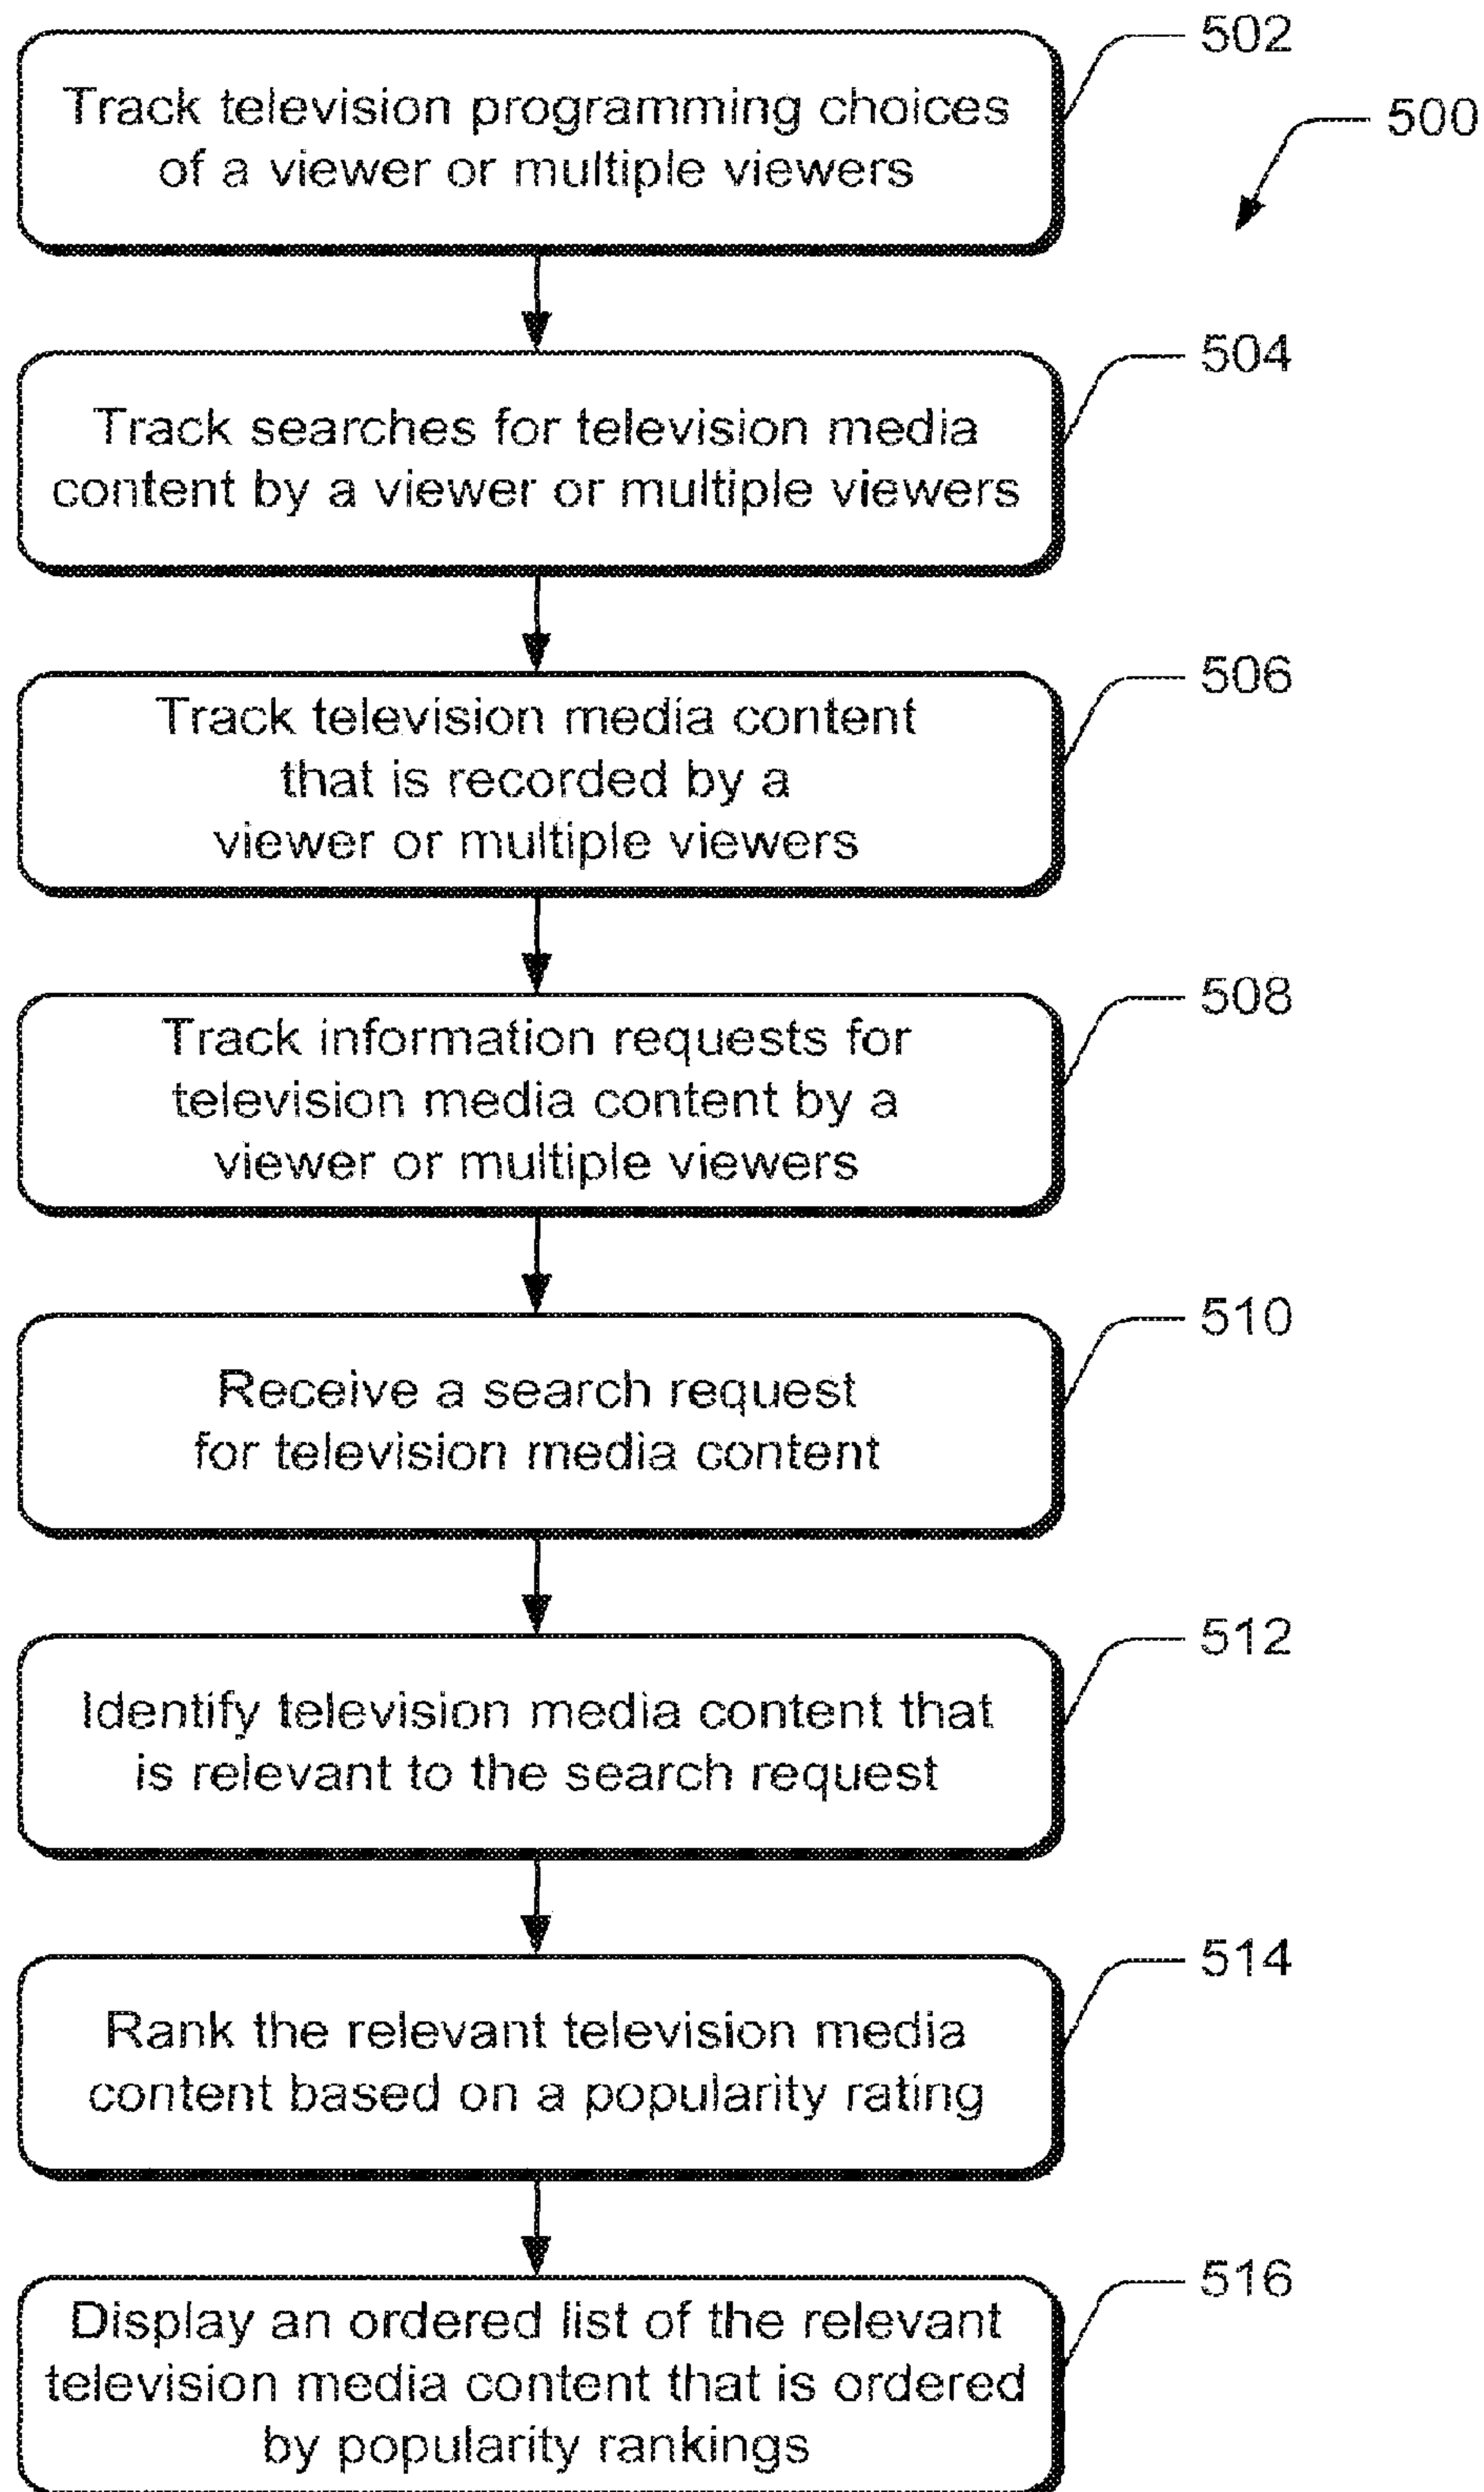 502
500
Track television programming choices
of a viewer or multiple viewers
504
Track searches for television media
content by a viewer or multiple viewers
506
Track television media content
that is recorded by a
viewer or multiple viewers
508
Track information requests for
television media content by a
viewer or multiple viewers
510
Receive a search request
for television media content
512
Identify television media content that
is relevant to the search request
514
Rank the relevant television media
content based on a popularity rating
516
Display an ordered list of the relevant
television media content that is ordered
by popularity rankings